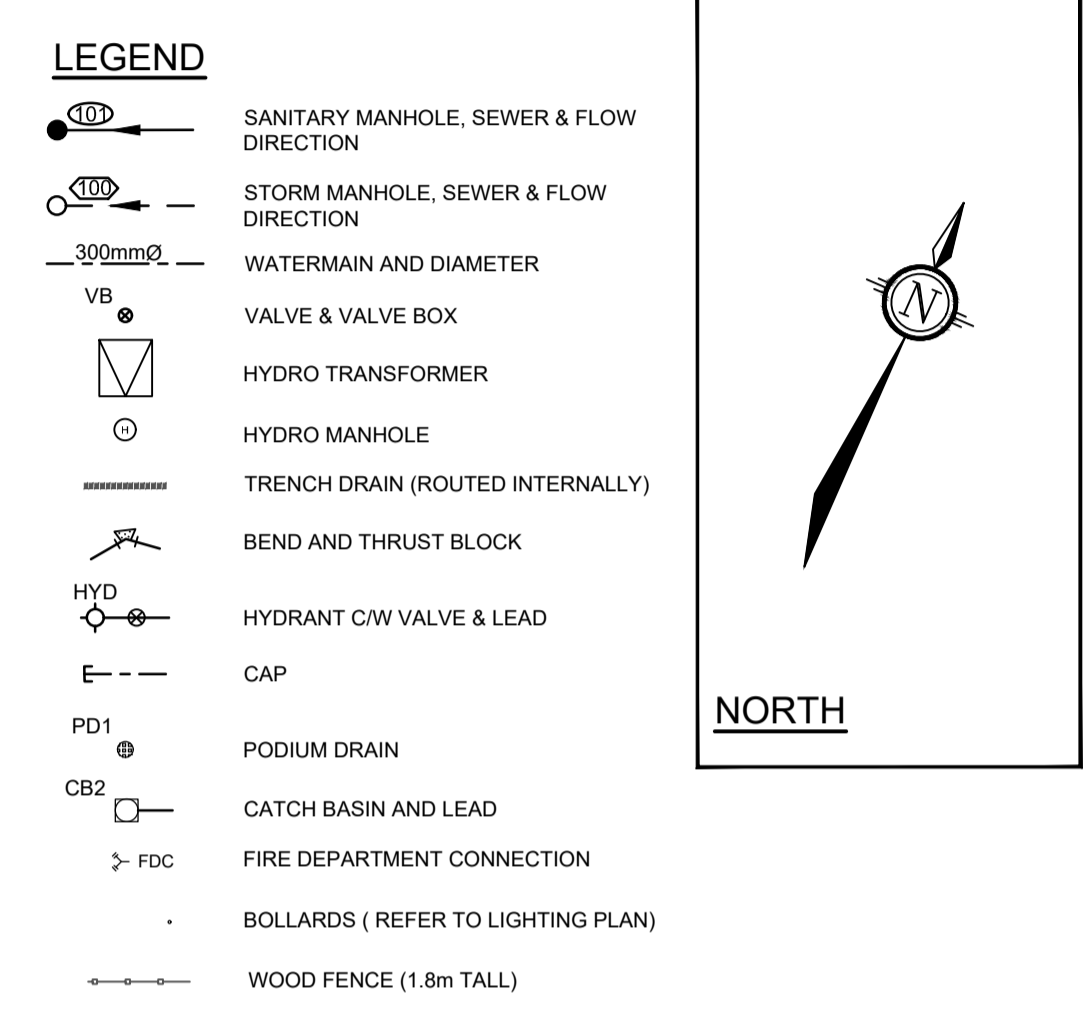 LEGEND
101
SANITARY MANHOLE, SEWER & FLOW
DIRECTION
100
STORM MANHOLE, SEWER & FLOW
DIRECTION
300mmØ
WATERMAIN AND DIAMETER
VB
VALVE & VALVE BOX
HYDRO TRANSFORMER
H
HYDRO MANHOLE
TRENCH DRAIN (ROUTED INTERNALLY)
BEND AND THRUST BLOCK
HYD
HYDRANT C/W VALVE & LEAD
CAP
PD1
PODIUM DRAIN
CB2
CATCH BASIN AND LEAD
FDC
FIRE DEPARTMENT CONNECTION
BOLLARDS ( REFER TO LIGHTING PLAN)
WOOD FENCE (1.8m TALL)
N
NORTH